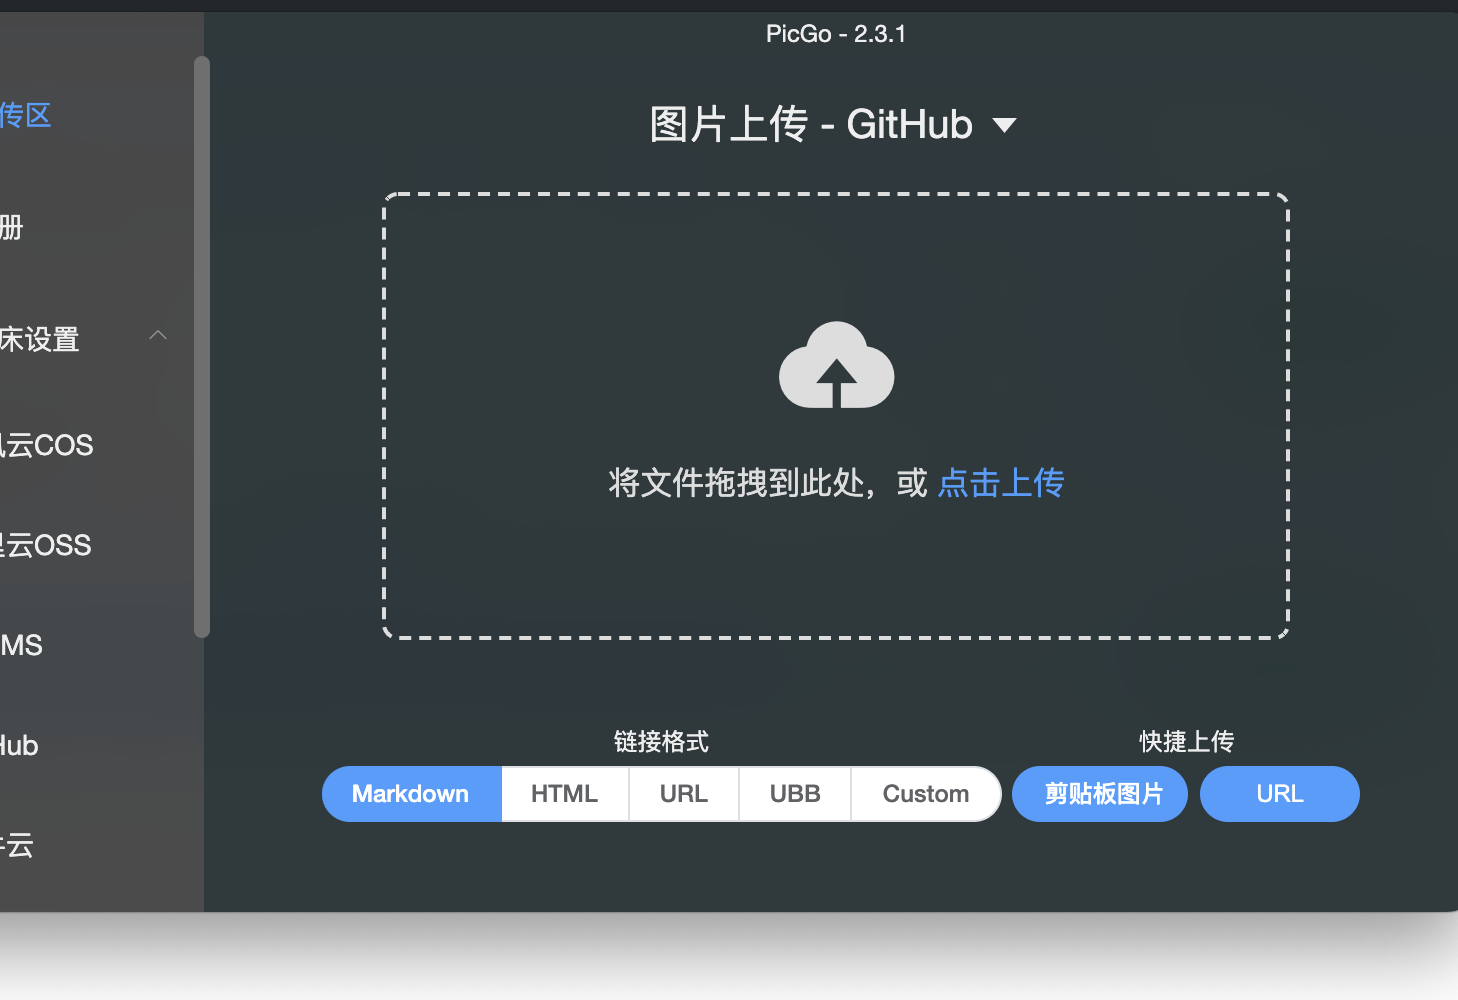 PicGo - 2.3.1
图片上传 - GitHub
传区
册
床设置
云COS
云OSS
MS
Hub
云
将文件拖拽到此处，或 点击上传
链接格式
快捷上传
Markdown HTML URL UBB Custom
剪贴板图片 URL